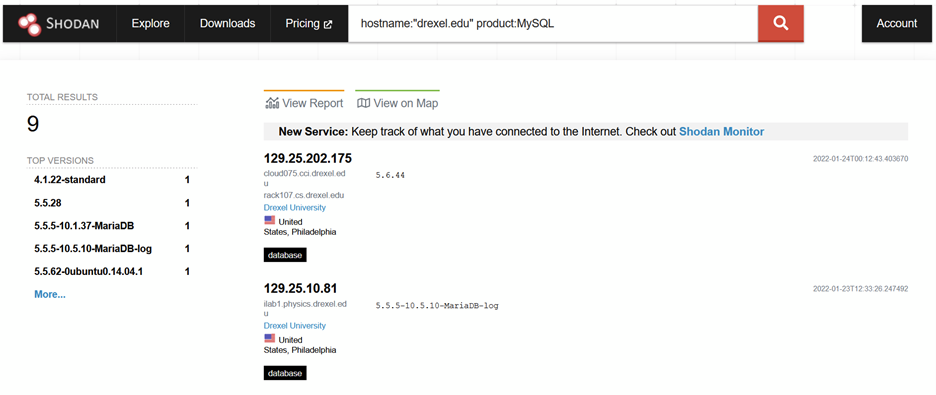 SHODAN Explore Downloads Pricing hostname:"drexel.edu" product:MySQL Account
TOTAL RESULTS
9
TOP VERSIONS
4.1.22-standard 1
5.5.28 1
5.5.5-10.1.37-MariaDB 1
5.5.5-10.5.10-MariaDB-log 1
5.5.62-0ubuntu0.14.04.1 1
More...
View Report View on Map
New Service: Keep track of what you have connected to the Internet. Check out Shodan Monitor
129.25.202.175 2022-01-24T00:12:43.403670
cloud075.cci.drexel.ed
u
rack107.cs.drexel.edu
Drexel University
United
States, Philadelphia
database
5.6.44
129.25.10.81 2022-01-23T12:33:26.247492
ilab1.physics.drexel.ed
u
Drexel University
United
States, Philadelphia
database
5.5.5-10.5.10-MariaDB-log